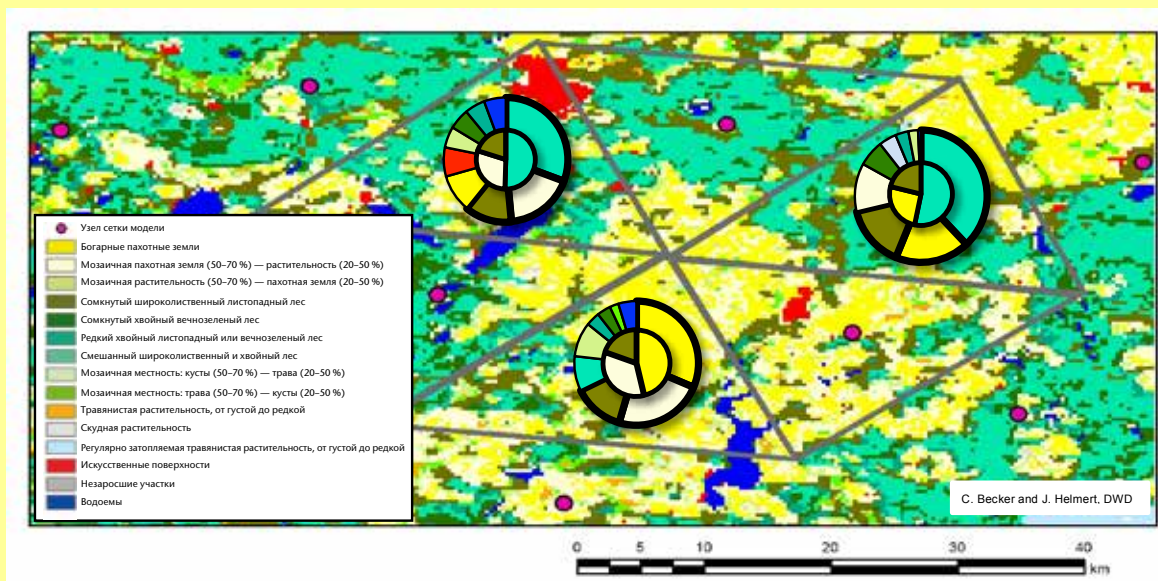 Узел сетки модели
Богарные пахотные земли
Мозаичная пахотная земля (50–70 %) — растительность (20–50 %)
Мозаичная растительность (50–70 %) — пахотная земля (20–50 %)
Сомкнутый широколиственный листопадный лес
Сомкнутый хвойный вечнозеленый лес
Редкий хвойный листопадный или вечнозеленый лес
Смешанный широколиственный и хвойный лес
Мозаичная местность: кусты (50–70 %) — трава (20–50 %)
Мозаичная местность: трава (50–70 %) — кусты (20–50 %)
Травянистая растительность, от густой до редкой
Скудная растительность
Регулярно затопляемая травянистая растительность, от густой до редкой
Искусственные поверхности
Незаросшие участки
Водоемы
C. Becker and J. Helmert, DWD
0 5 10 20 30 40
km